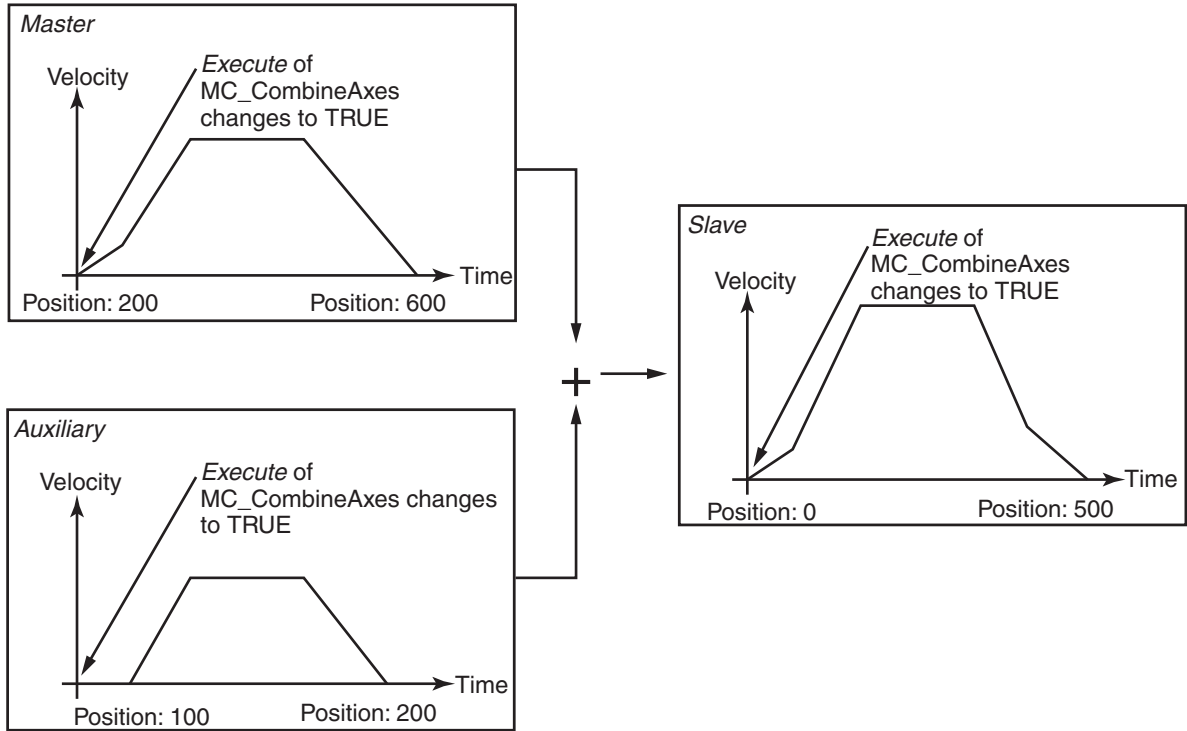 Master
Velocity
Execute of
MC_CombineAxes
changes to TRUE
Time
Position: 200
Position: 600
Auxiliary
Velocity
Execute of
MC_CombineAxes changes
to TRUE
Time
Position: 100
Position: 200
+
Slave
Velocity
Execute of
MC_CombineAxes
changes to TRUE
Time
Position: 0
Position: 500